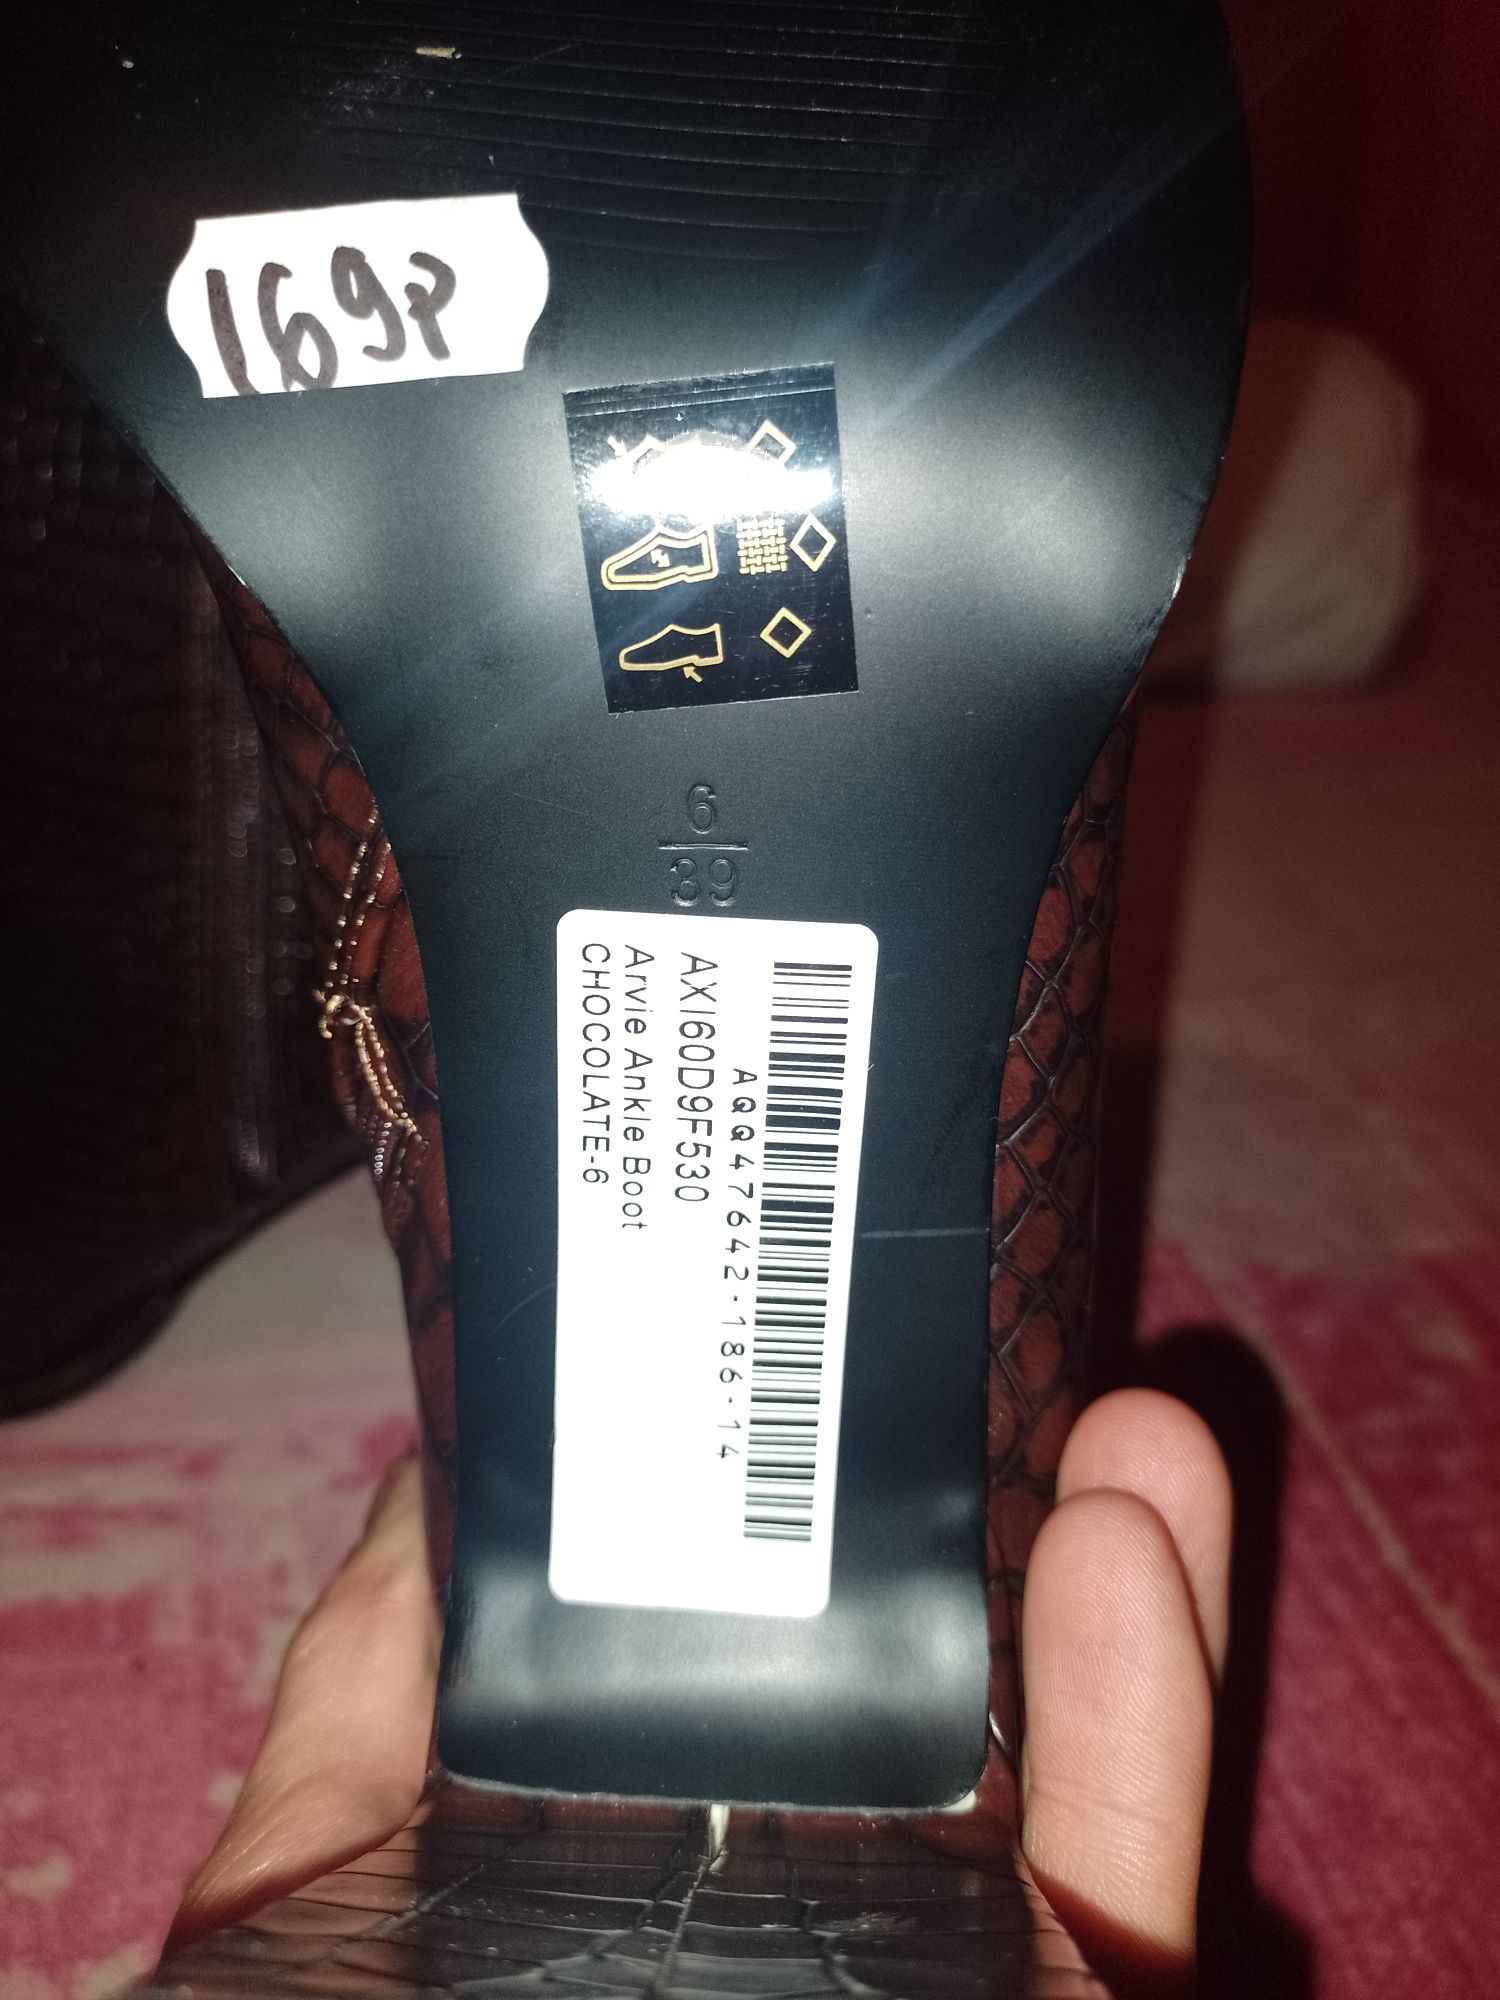 169P
6
39
AQQ47642-186-14
AXI60D9F530
Arvie Ankle Boot
CHOCOLATE-6